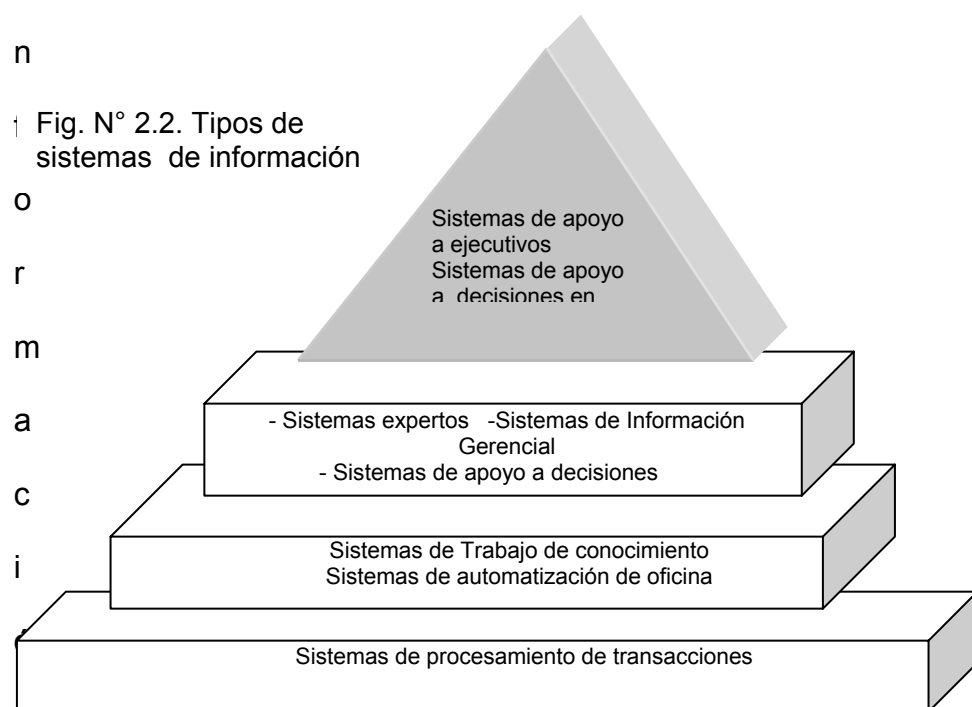 n
Fig. N° 2.2. Tipos de
sistemas de información
o
r
m
a
c
i
Sistemas de apoyo
a ejecutivos
Sistemas de apoyo
a decisiones en
- Sistemas expertos -Sistemas de Información
Gerencial
- Sistemas de apoyo a decisiones
Sistemas de Trabajo de conocimiento
Sistemas de automatización de oficina
Sistemas de procesamiento de transacciones